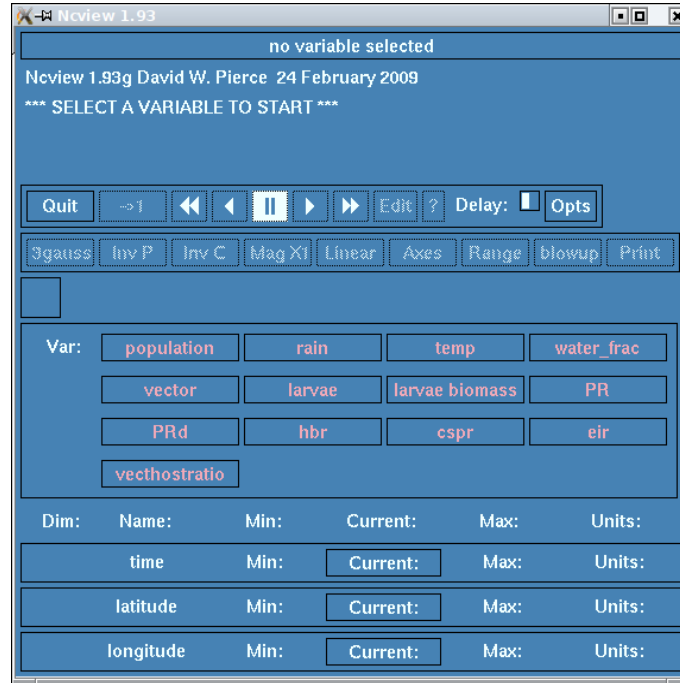 Ncview 1.93
no variable selected
Ncview 1.93g David W. Pierce 24 February 2009
*** SELECT A VARIABLE TO START ***
Quit ->1 Edit ? Delay: Opts
3gauss Inv P Inv C Mag X1 Linear Axes Range blowup Print
Var: population rain temp water_frac
vector larvae larvae biomass PR
PRd hbr cspr eir
vecthostratio
Dim: Name: Min: Current: Max: Units:
time Min: Current: Max: Units:
latitude Min: Current: Max: Units:
longitude Min: Current: Max: Units: